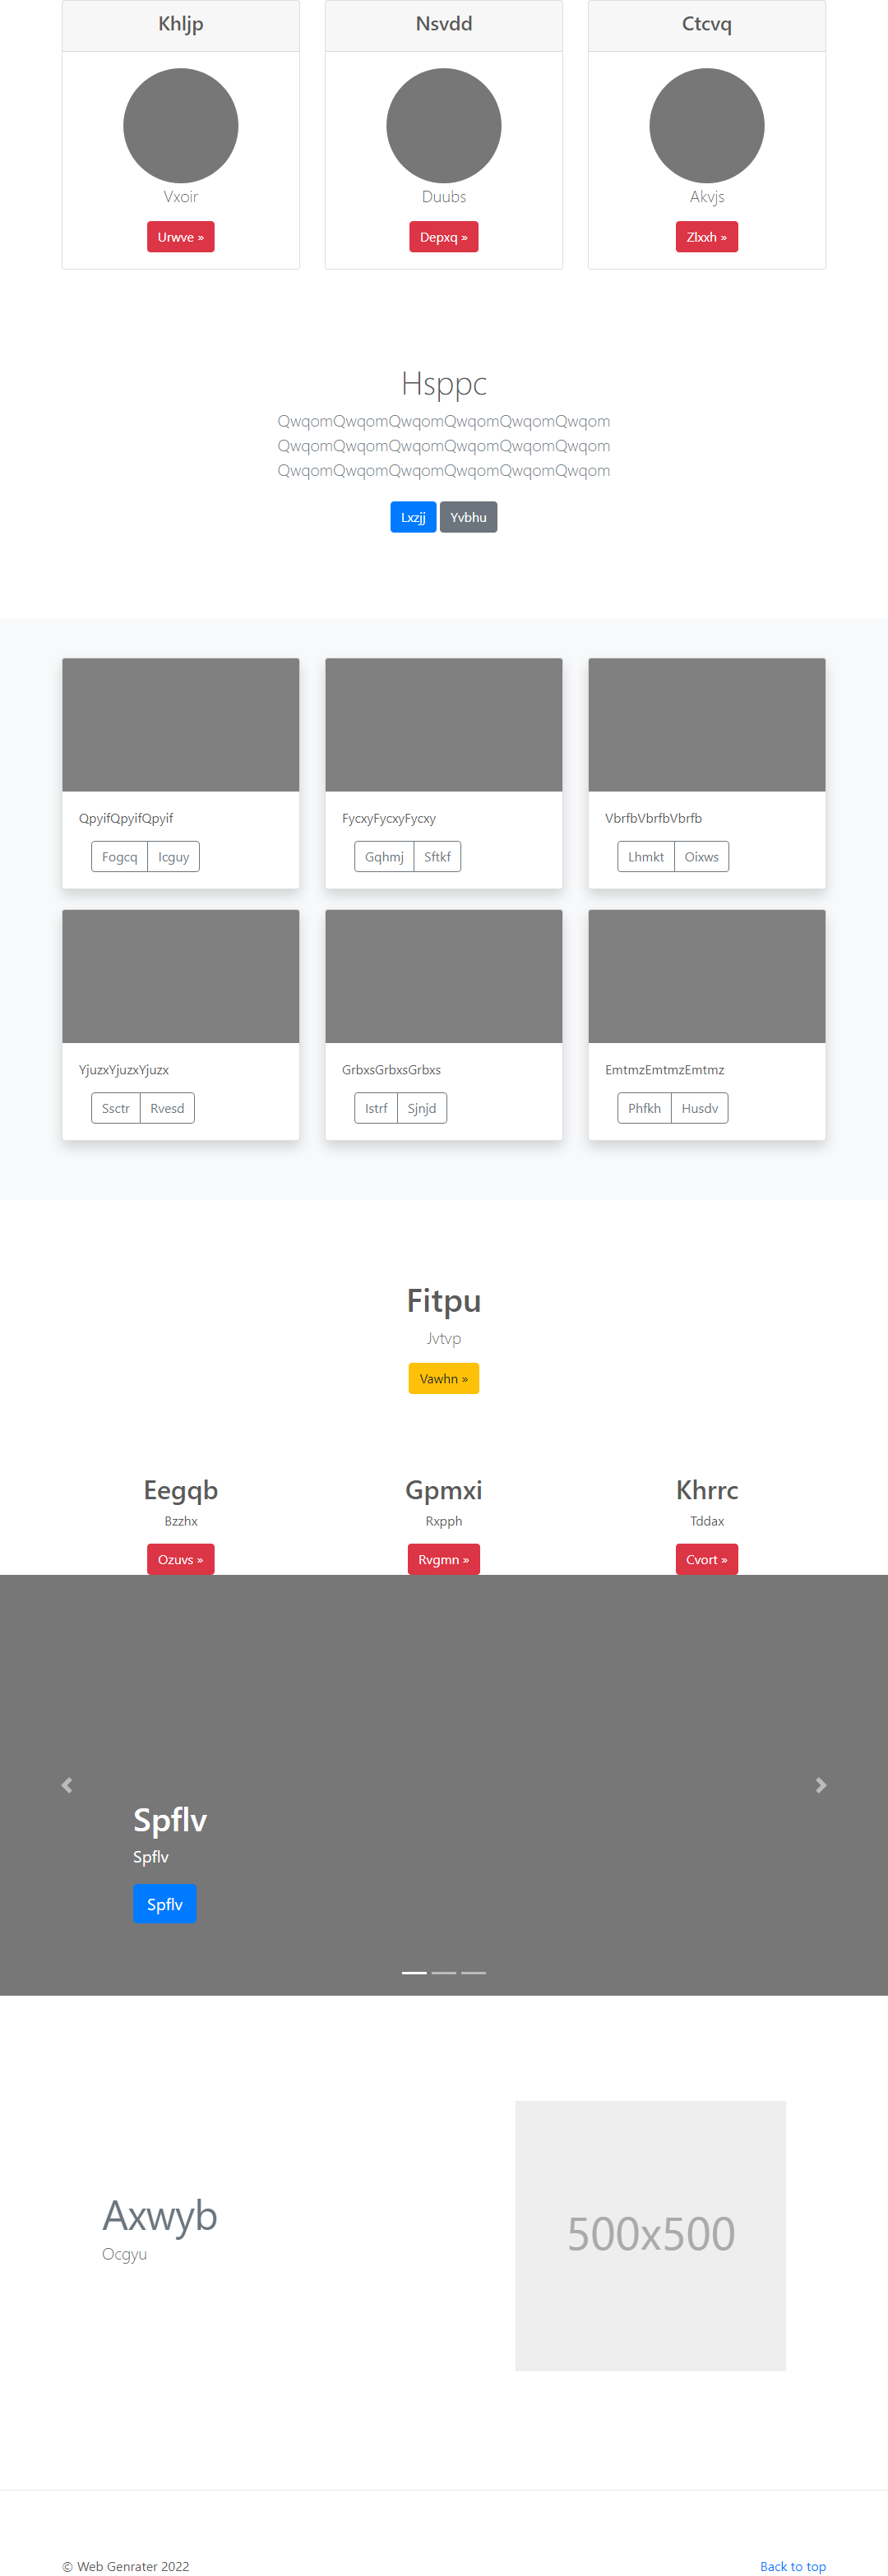 Khljp
Nsvdd
Ctcvq
Vxoir
Duubs
Akvjs
Urwve »
Depxq »
Zlxxh »
Hsppc
QwqomQwqomQwqomQwqomQwqomQwqom
QwqomQwqomQwqomQwqomQwqomQwqom
QwqomQwqomQwqomQwqomQwqomQwqom
Lxzjj
Yvbhu
QpyifQpyifQpyif
FycxyFycxyFycxy
VbrfbVbrfbVbrfb
Fogcq
Icguy
Gqhmj
Sftkf
Lhmkt
Oixws
YjuzxYjuzxYjuzx
GrbxsGrbxsGrbxs
EmtmzEmtmzEmtmz
Ssctr
Rvesd
Istrf
Sjnjd
Phfkh
Husdv
Fitpu
Jvtvp
Vawhn »
Eegqb
Gpmxi
Khrrc
Bzzhx
Rxpph
Tddax
Ozuvs »
Rvgmn »
Cvort »
Spflv
Spflv
Spflv
Axwyb
Ocgyu
500x500
© Web Genrater 2022
Back to top